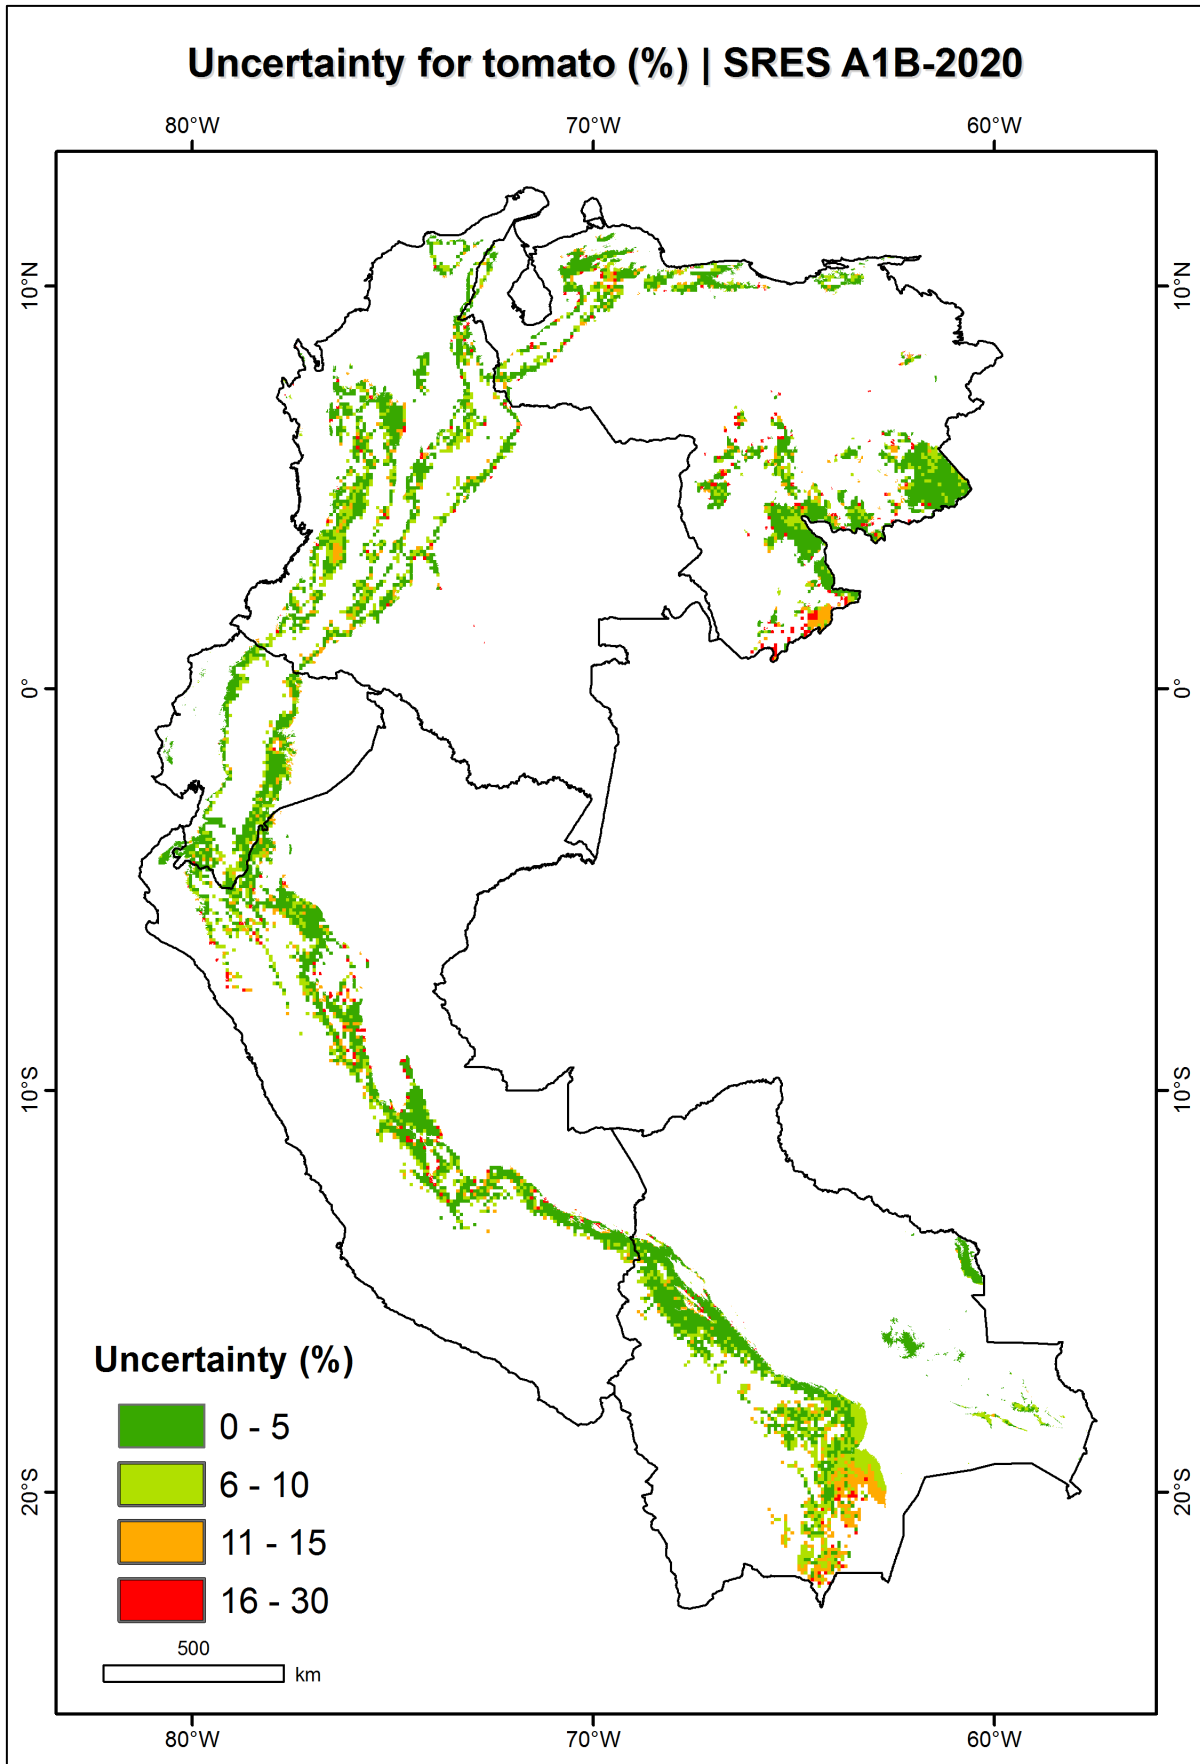 Uncertainty for tomato (%) | SRES A1B-2020
80°W 70°W 60°W
10°N 10°N
0° 0°
10°S 10°S
20°S 20°S
Uncertainty (%)
0 - 5
6 - 10
11 - 15
16 - 30
500
km
80°W 70°W 60°W